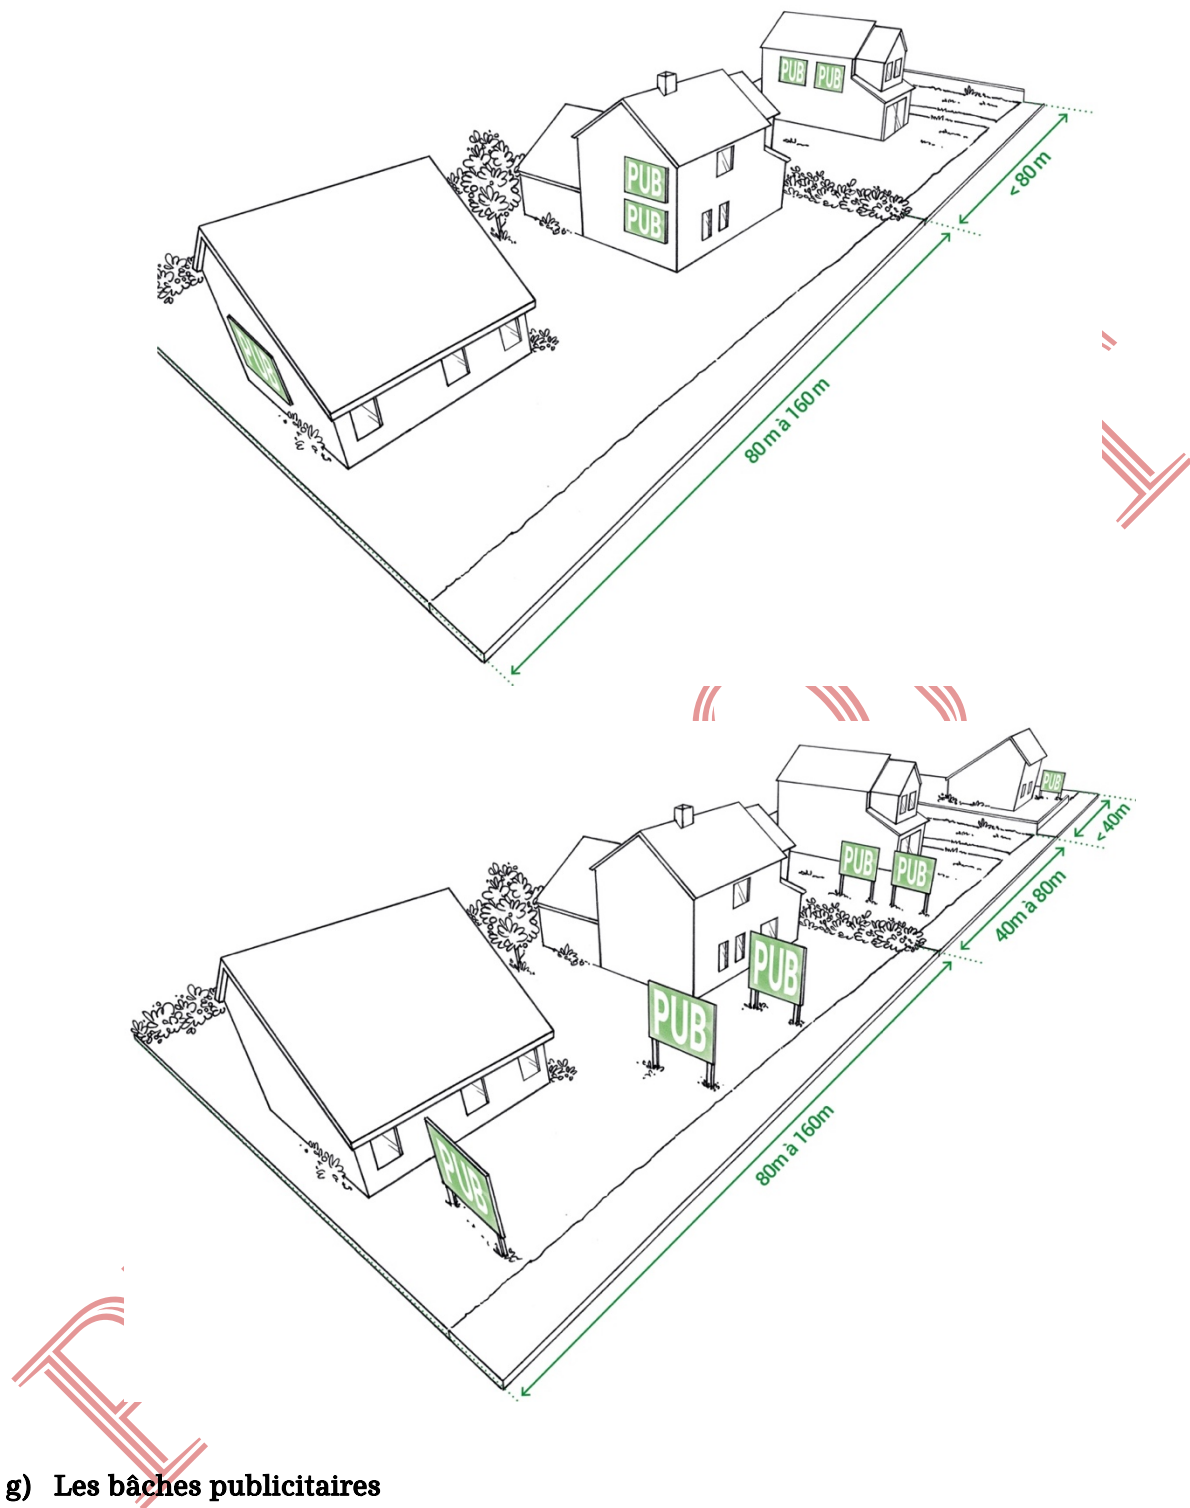 PUB PUB
< 80 m
PUB
PUB
PUB
80 m à 160 m
PUB
< 40m
PUB PUB
40m à 80m
PUB
PUB
80m à 160m
PUB
g) Les bâches publicitaires